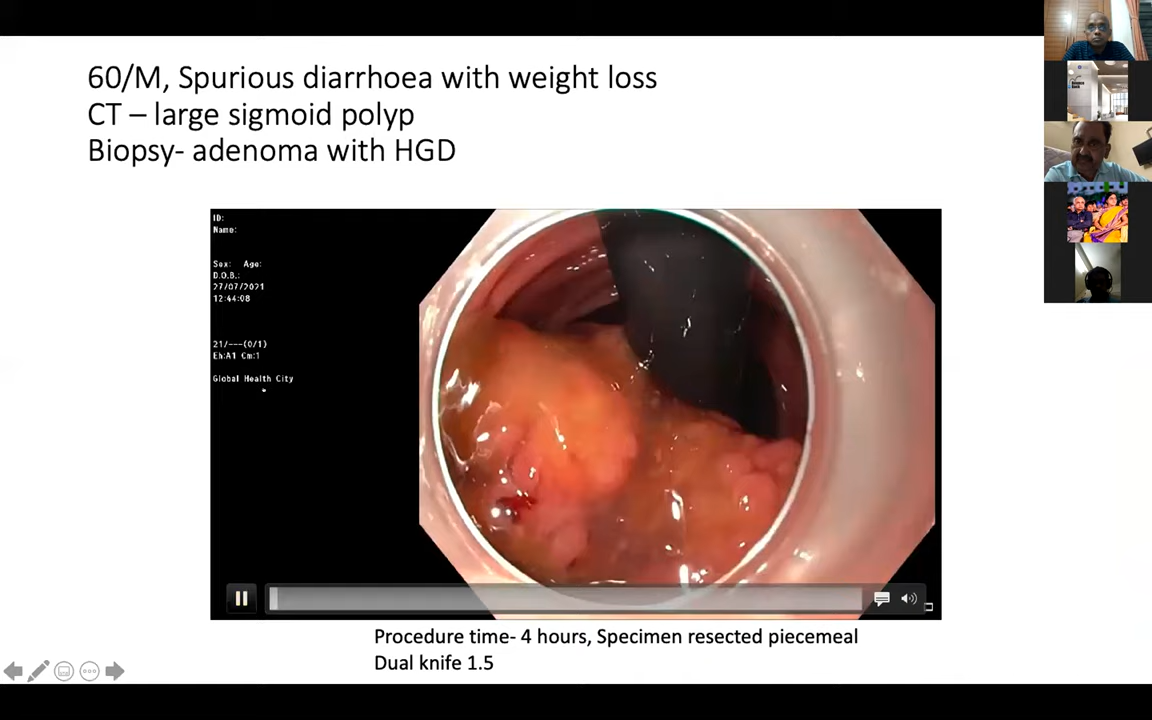 60/M, Spurious diarrhoea with weight loss
CT – large sigmoid polyp
Biopsy- adenoma with HGD
ID:
Name:
Sex: Age:
D.O.B.:
27/07/2021
12:44:08
21/---(0/1)
Eh:A1 Cm:1
Global Health City
Procedure time- 4 hours, Specimen resected piecemeal
Dual knife 1.5